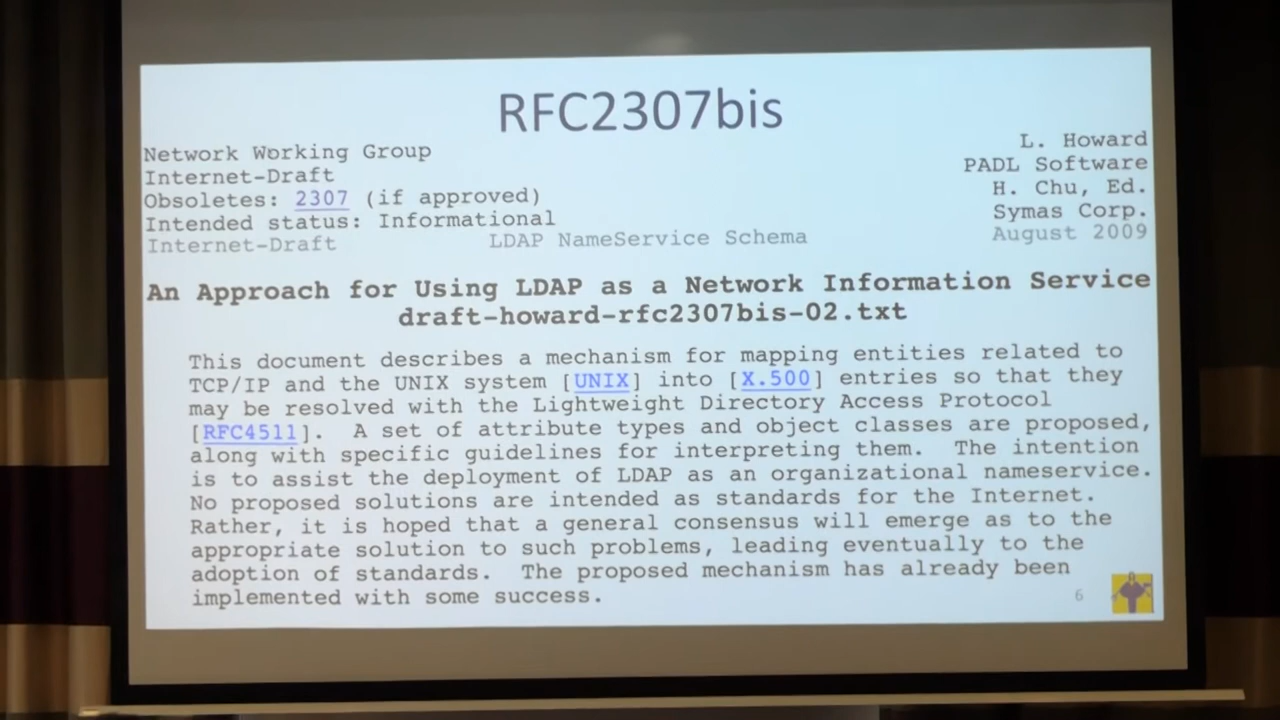 RFC2307bis
Network Working Group
L. Howard
Internet-Draft
PADL Software
Obsoletes: 2307 (if approved)
H. Chu, Ed.
Intended status: Informational
Symas Corp.
Internet-Draft LDAP NameService Schema August 2009
An Approach for Using LDAP as a Network Information Service
draft-howard-rfc2307bis-02.txt
This document describes a mechanism for mapping entities related to
TCP/IP and the UNIX system [UNIX] into [X.500] entries so that they
may be resolved with the Lightweight Directory Access Protocol
[RFC4511]. A set of attribute types and object classes are proposed,
along with specific guidelines for interpreting them. The intention
is to assist the deployment of LDAP as an organizational nameservice.
No proposed solutions are intended as standards for the Internet.
Rather, it is hoped that a general consensus will emerge as to the
appropriate solution to such problems, leading eventually to the
adoption of standards. The proposed mechanism has already been
implemented with some success.
6